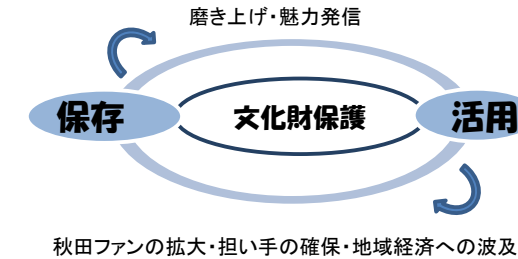 磨き上げ・魅力発信
保存 文化財保護 活用
秋田ファンの拡大・担い手の確保・地域経済への波及